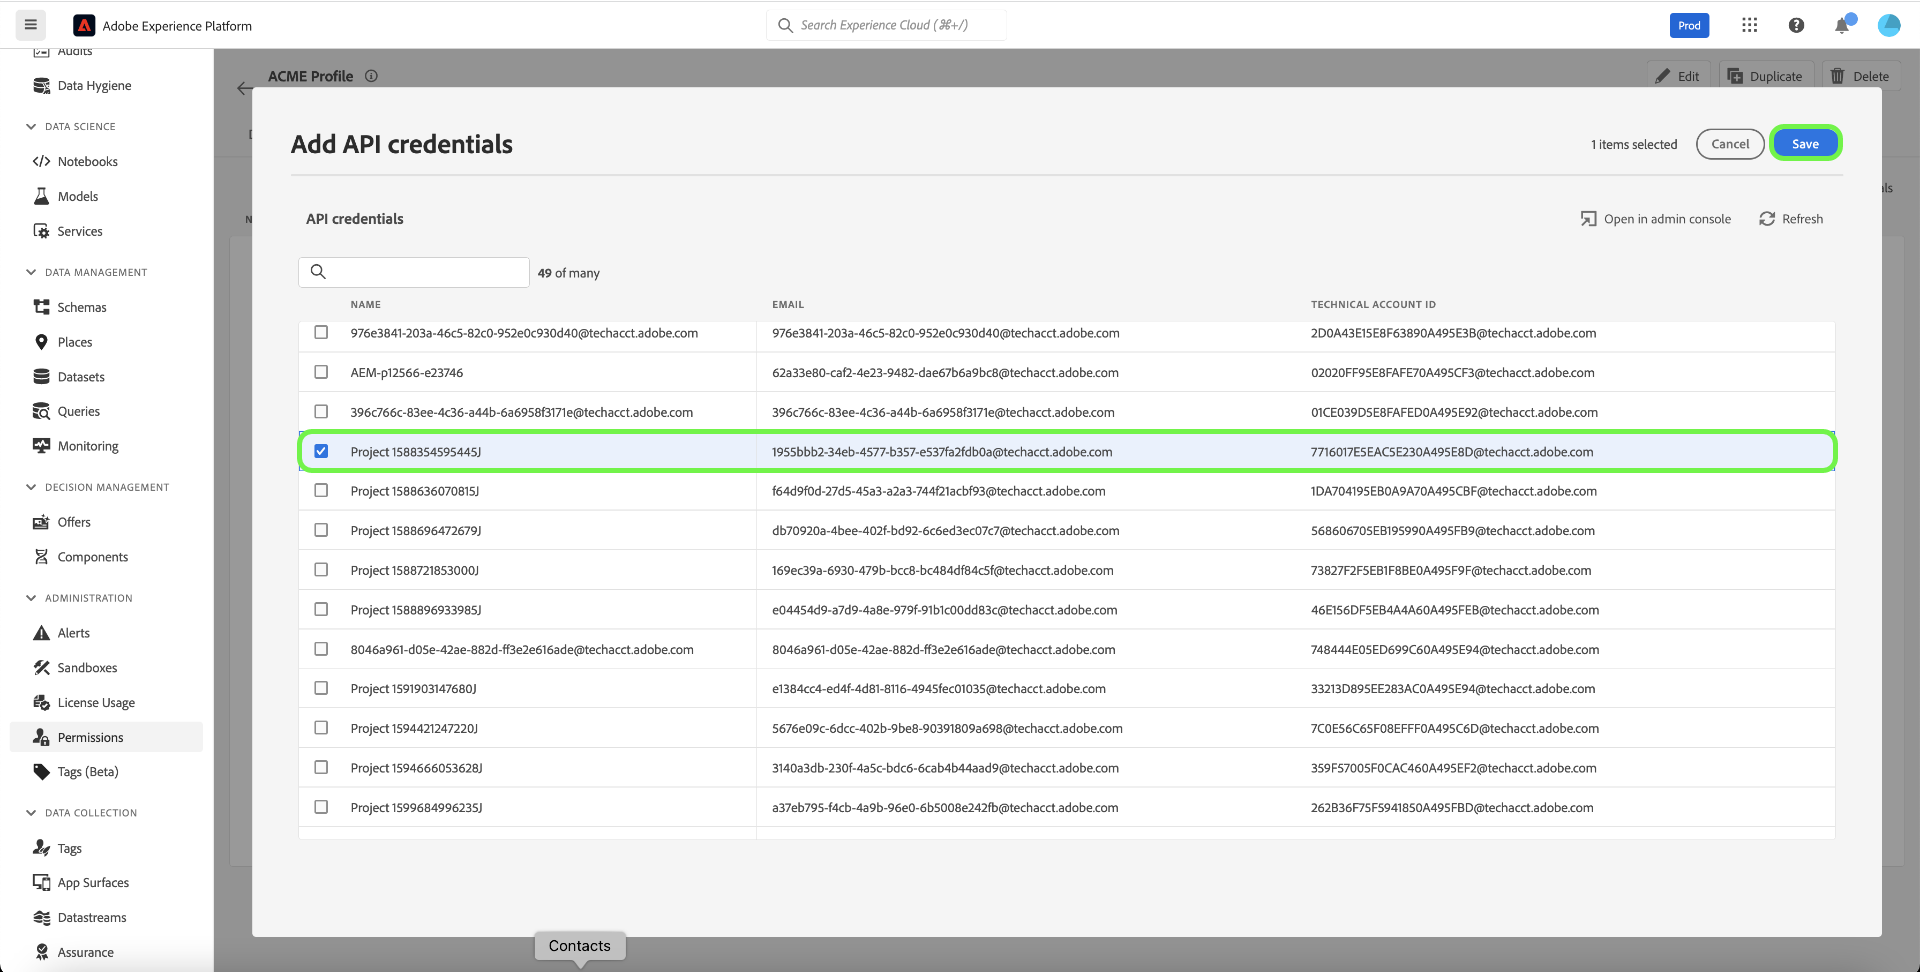 Adobe Experience Platform
Search Experience Cloud (⌘+/)
Prod
Audits
Data Hygiene
DATA SCIENCE
Notebooks
Models
Services
DATA MANAGEMENT
Schemas
Places
Datasets
Queries
Monitoring
DECISION MANAGEMENT
Offers
Components
ADMINISTRATION
Alerts
Sandboxes
License Usage
Permissions
Tags (Beta)
DATA COLLECTION
Tags
App Surfaces
Datastreams
Assurance
ACME Profile
Edit
Duplicate
Delete
Add API credentials
1 items selected
Cancel
Save
API credentials
Open in admin console
Refresh
49 of many
NAME EMAIL TECHNICAL ACCOUNT ID
976e3841-203a-46c5-82c0-952e0c930d40@techacct.adobe.com 976e3841-203a-46c5-82c0-952e0c930d40@techacct.adobe.com 2D0A43E15E8F63890A495E3B@techacct.adobe.com
AEM-p12566-e23746 62a33e80-caf2-4e23-9482-dae67b6a9bc8@techacct.adobe.com 02020FF95E8FAFE70A495CF3@techacct.adobe.com
396c766c-83ee-4c36-a44b-6a6958f3171e@techacct.adobe.com 396c766c-83ee-4c36-a44b-6a6958f3171e@techacct.adobe.com 01CE039D5E8FAFED0A495E92@techacct.adobe.com
Project 1588354595445J 1955bbb2-34eb-4577-b357-e537fa2fdb0a@techacct.adobe.com 7716017E5EAC5E230A495E8D@techacct.adobe.com
Project 1588636070815J f64d9f0d-27d5-45a3-a2a3-744f21acbf93@techacct.adobe.com 1DA704195EB0A9A70A495CBF@techacct.adobe.com
Project 1588696472679J db70920a-4bee-402f-bd92-6c6ed3ec07c7@techacct.adobe.com 568606705EB195990A495FB9@techacct.adobe.com
Project 1588721853000J 169ec39a-6930-479b-bcc8-bc484df84c5f@techacct.adobe.com 73827F2F5EB1F8BE0A495F9F@techacct.adobe.com
Project 1588896933985J e04454d9-a7d9-4a8e-979f-91b1c00dd83c@techacct.adobe.com 46E156DF5EB4A4A60A495FEB@techacct.adobe.com
8046a961-d05e-42ae-882d-ff3e2e616ade@techacct.adobe.com 8046a961-d05e-42ae-882d-ff3e2e616ade@techacct.adobe.com 748444E05ED699C60A495E94@techacct.adobe.com
Project 1591903147680J e1384cc4-ed4f-4d81-8116-4945fec01035@techacct.adobe.com 33213D895EE283AC0A495E94@techacct.adobe.com
Project 1594421247220J 5676e09c-6dcc-402b-9be8-90391809a698@techacct.adobe.com 7C0E56C65F08EFFF0A495C6D@techacct.adobe.com
Project 1594666053628J 3140a3db-230f-4a5c-bdc6-6cab4b44aad9@techacct.adobe.com 359F57005F0CAC460A495EF2@techacct.adobe.com
Project 1599684996235J a37eb795-f4cb-4a9b-96e0-6b5008e242fb@techacct.adobe.com 262B36F75F5941850A495FBD@techacct.adobe.com
Contacts